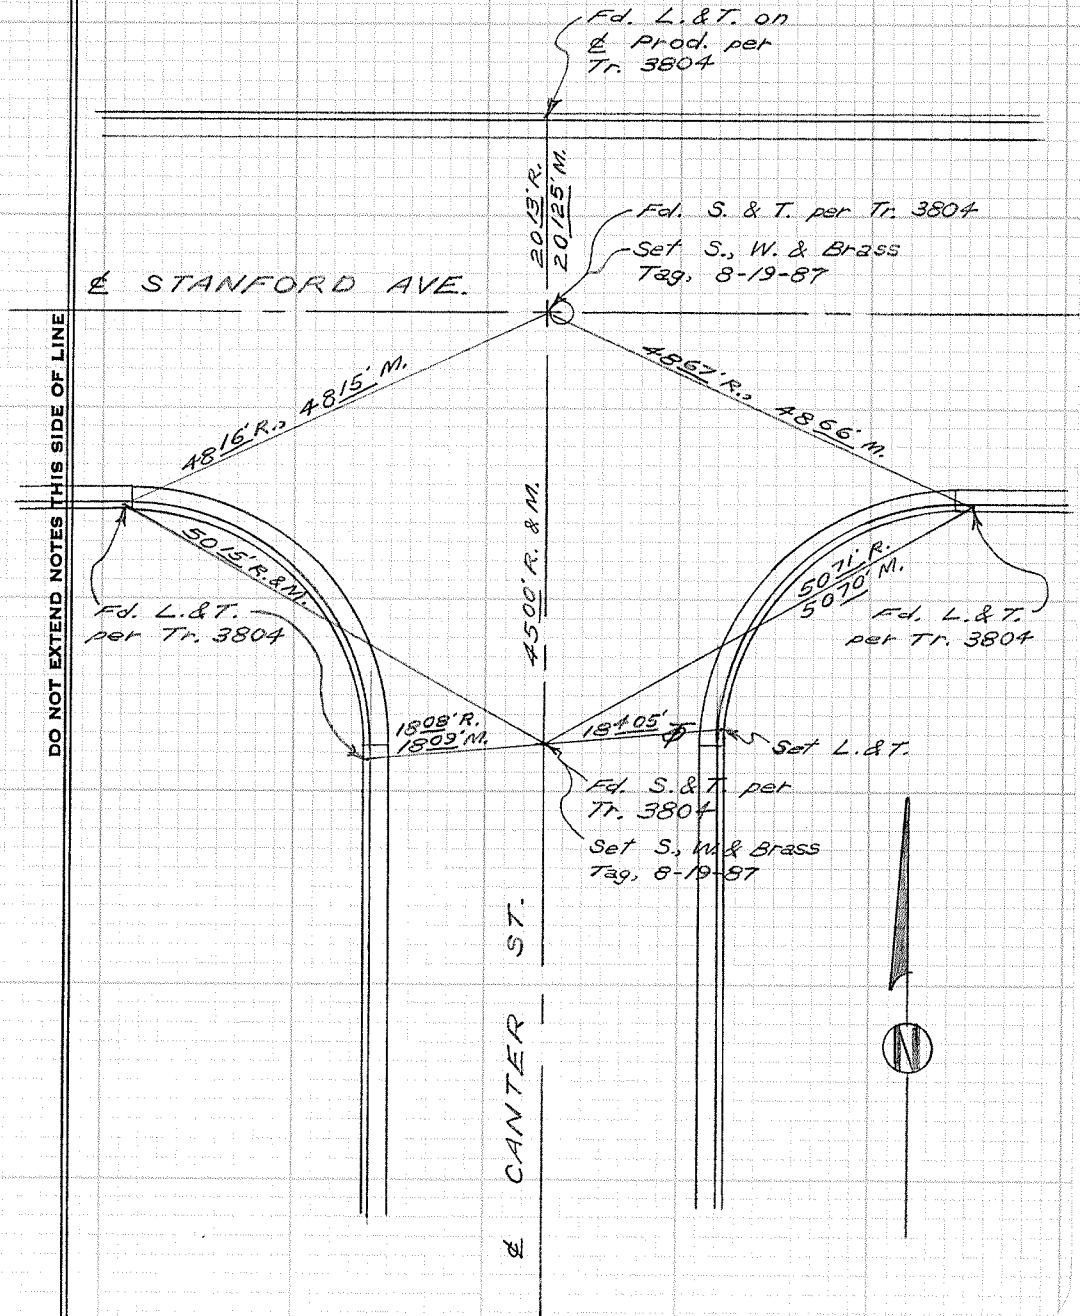 Fd. L. & T. on
℄ Prod. per
Tr. 3804
20 13' R.
20 125' M.
Fd. S. & T. per Tr. 3804
Set S., W. & Brass
Tag, 8-19-87
℄ STANFORD AVE.
48 16' R., 48 15' M.
48 67' R., 48 66' M.
DO NOT EXTEND NOTES THIS SIDE OF LINE
45 00' R. & M.
50 15' R. & M.
50 71' R.
50 70' M.
Fd. L. & T.
per Tr. 3804
Fd. L. & T.
per Tr. 3804
18 08' R.
18 09' M.
18 405'
Set L. & T.
Fd. S. & T. per
Tr. 3804
Set S., W. & Brass
Tag, 8-19-87
℄ CANTER ST.
N